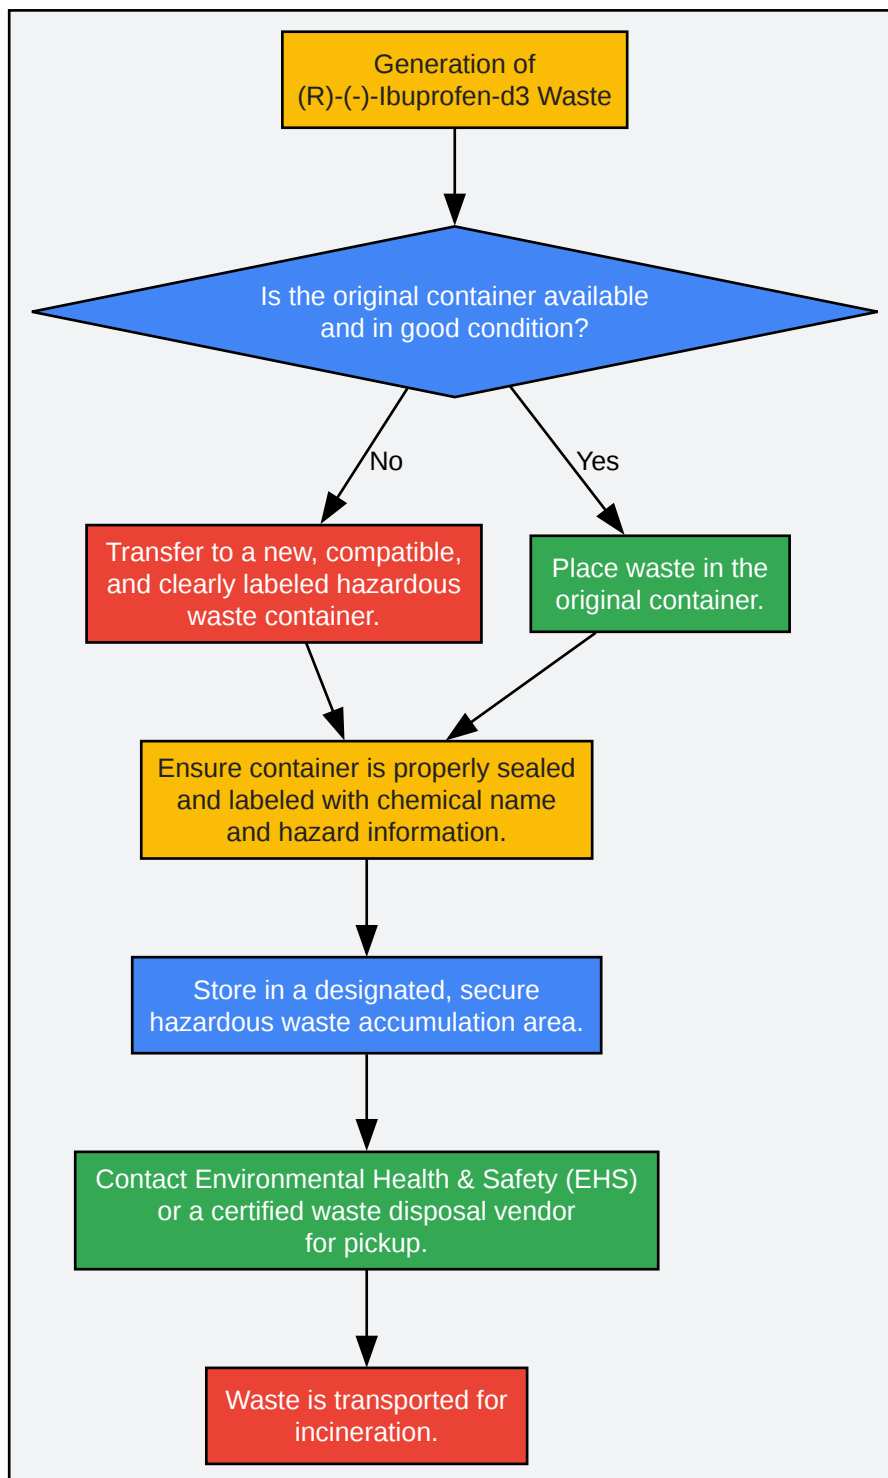 Generation of
(R)-(-)-Ibuprofen-d3 Waste
Is the original container available
and in good condition?
No
Yes
Transfer to a new, compatible,
and clearly labeled hazardous
waste container.
Place waste in the
original container.
Ensure container is properly sealed
and labeled with chemical name
and hazard information.
Store in a designated, secure
hazardous waste accumulation area.
Contact Environmental Health & Safety (EHS)
or a certified waste disposal vendor
for pickup.
Waste is transported for
incineration.